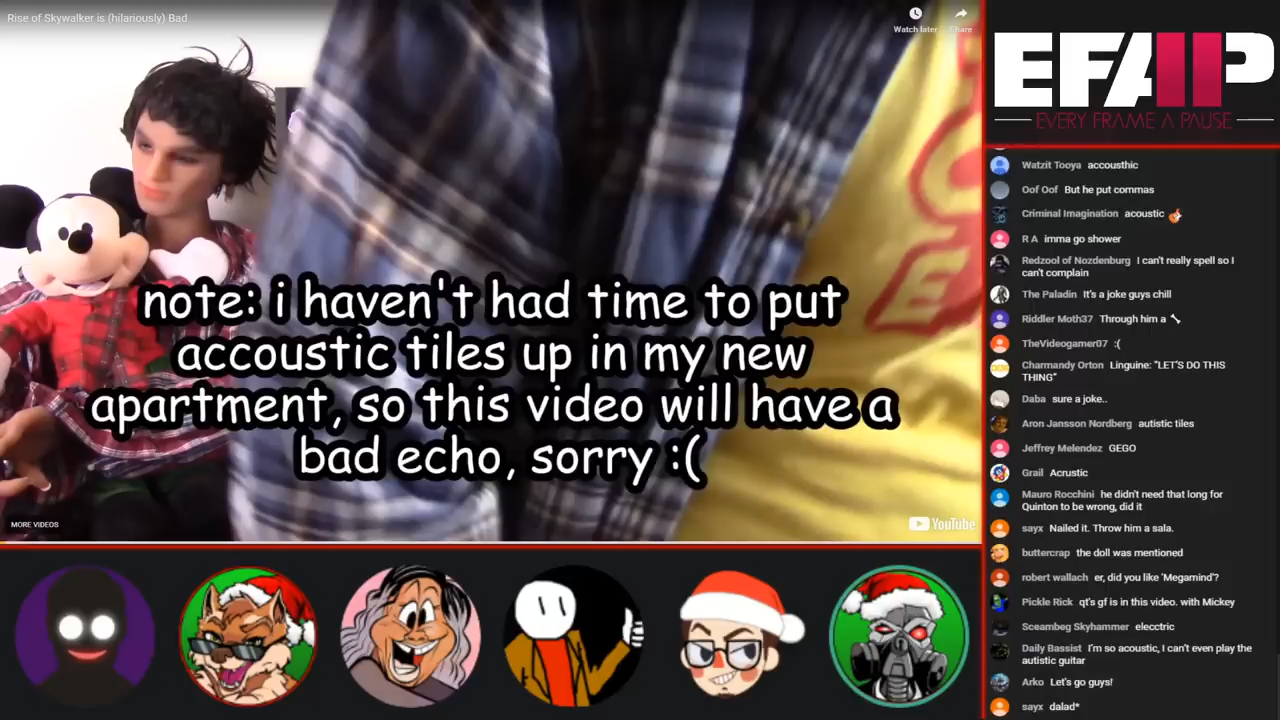 Rise of Skywalker is (hilariously) Bad
Watch later
Share
note: i haven't had time to put
accoustic tiles up in my new
apartment, so this video will have a
bad echo, sorry :(
MORE VIDEOS
YouTube
EFAP
EVERY FRAME A PAUSE
Watzit Tooya accousthic
Oof Oof But he put commas
Criminal Imagination acoustic
R A imma go shower
Redzool of Nozdenburg I can't really spell so I
can't complain
The Paladin It's a joke guys chill
Riddler Moth37 Through him a
TheVideogamer07 :(
Charmandy Orton Linguine: “LET'S DO THIS
THING”
Daba sure a joke..
Aron Jansson Nordberg autistic tiles
Jeffrey Melendez GEGO
Grail Acrustic
Mauro Rocchini he didn't need that long for
Quinton to be wrong, did it
sayx Nailed it. Throw him a sala.
buttercrap the doll was mentioned
robert wallach er, did you like 'Megamind'?
Pickle Rick qt's gf is in this video. with Mickey
Sceambeg Skyhammer elecctric
Daily Bassist I'm so acoustic, I can't even play the
autistic guitar
Arko Let's go guys!
sayx dalad*